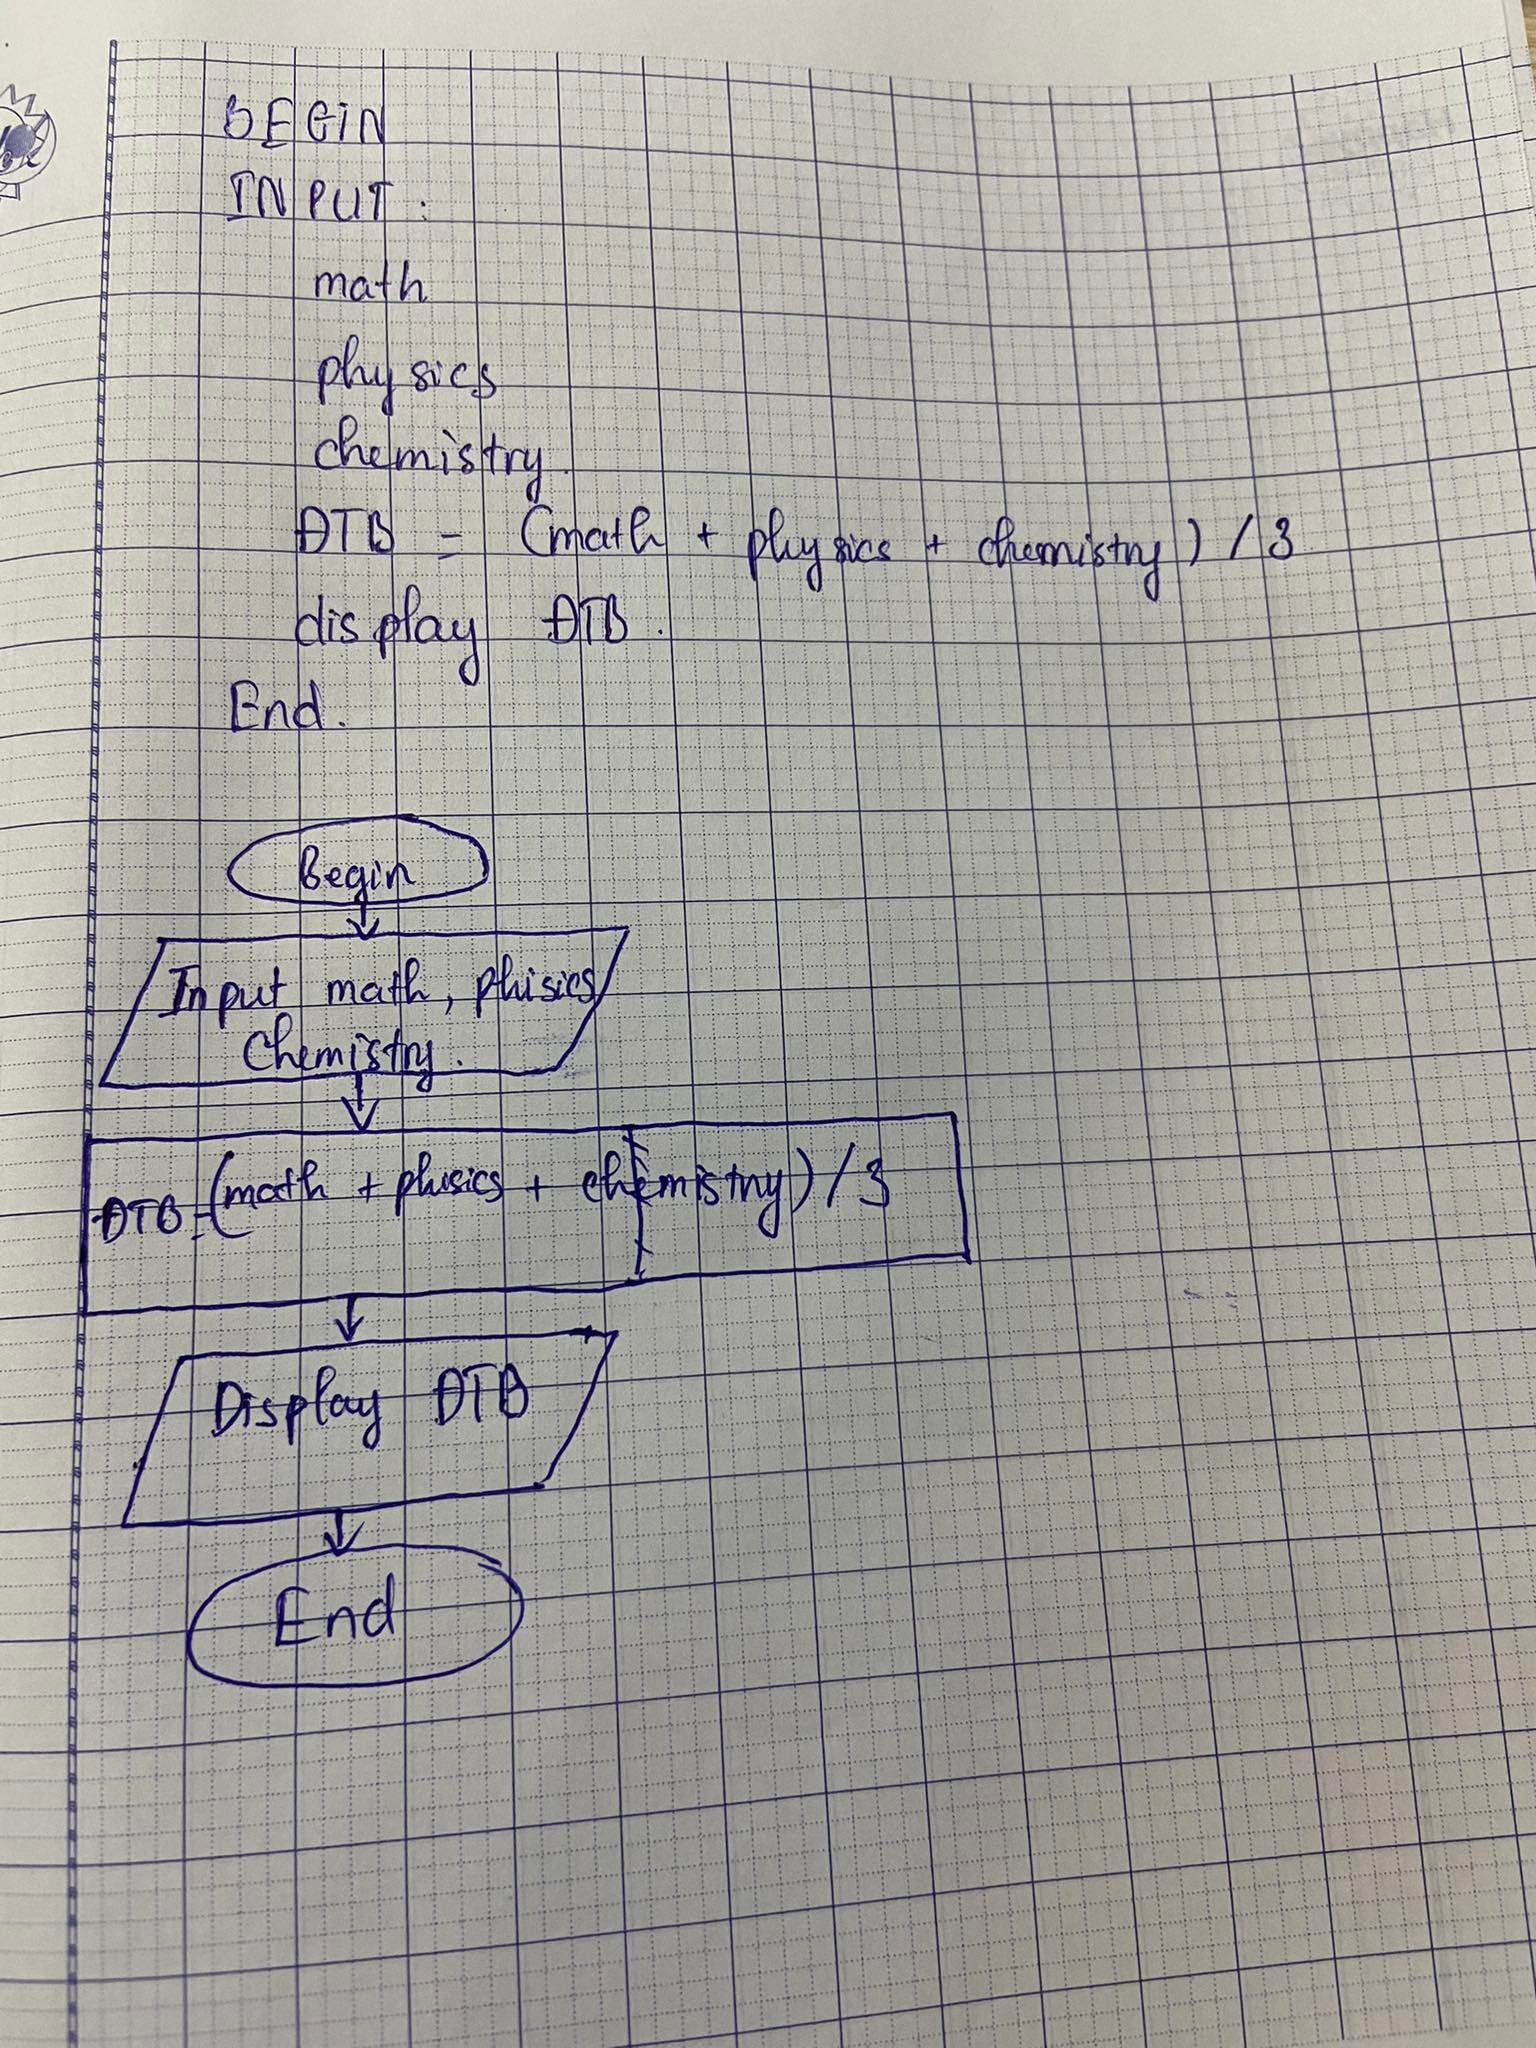 BEGIN
INPUT:
math
physics
chemistry.
ĐTB = (math + physics + chemistry) / 3
display ĐTB.
End.
Begin
Input math, phisics
Chemistry.
ĐTB = (math + phisics + chemistry) / 3
Display ĐTB
End